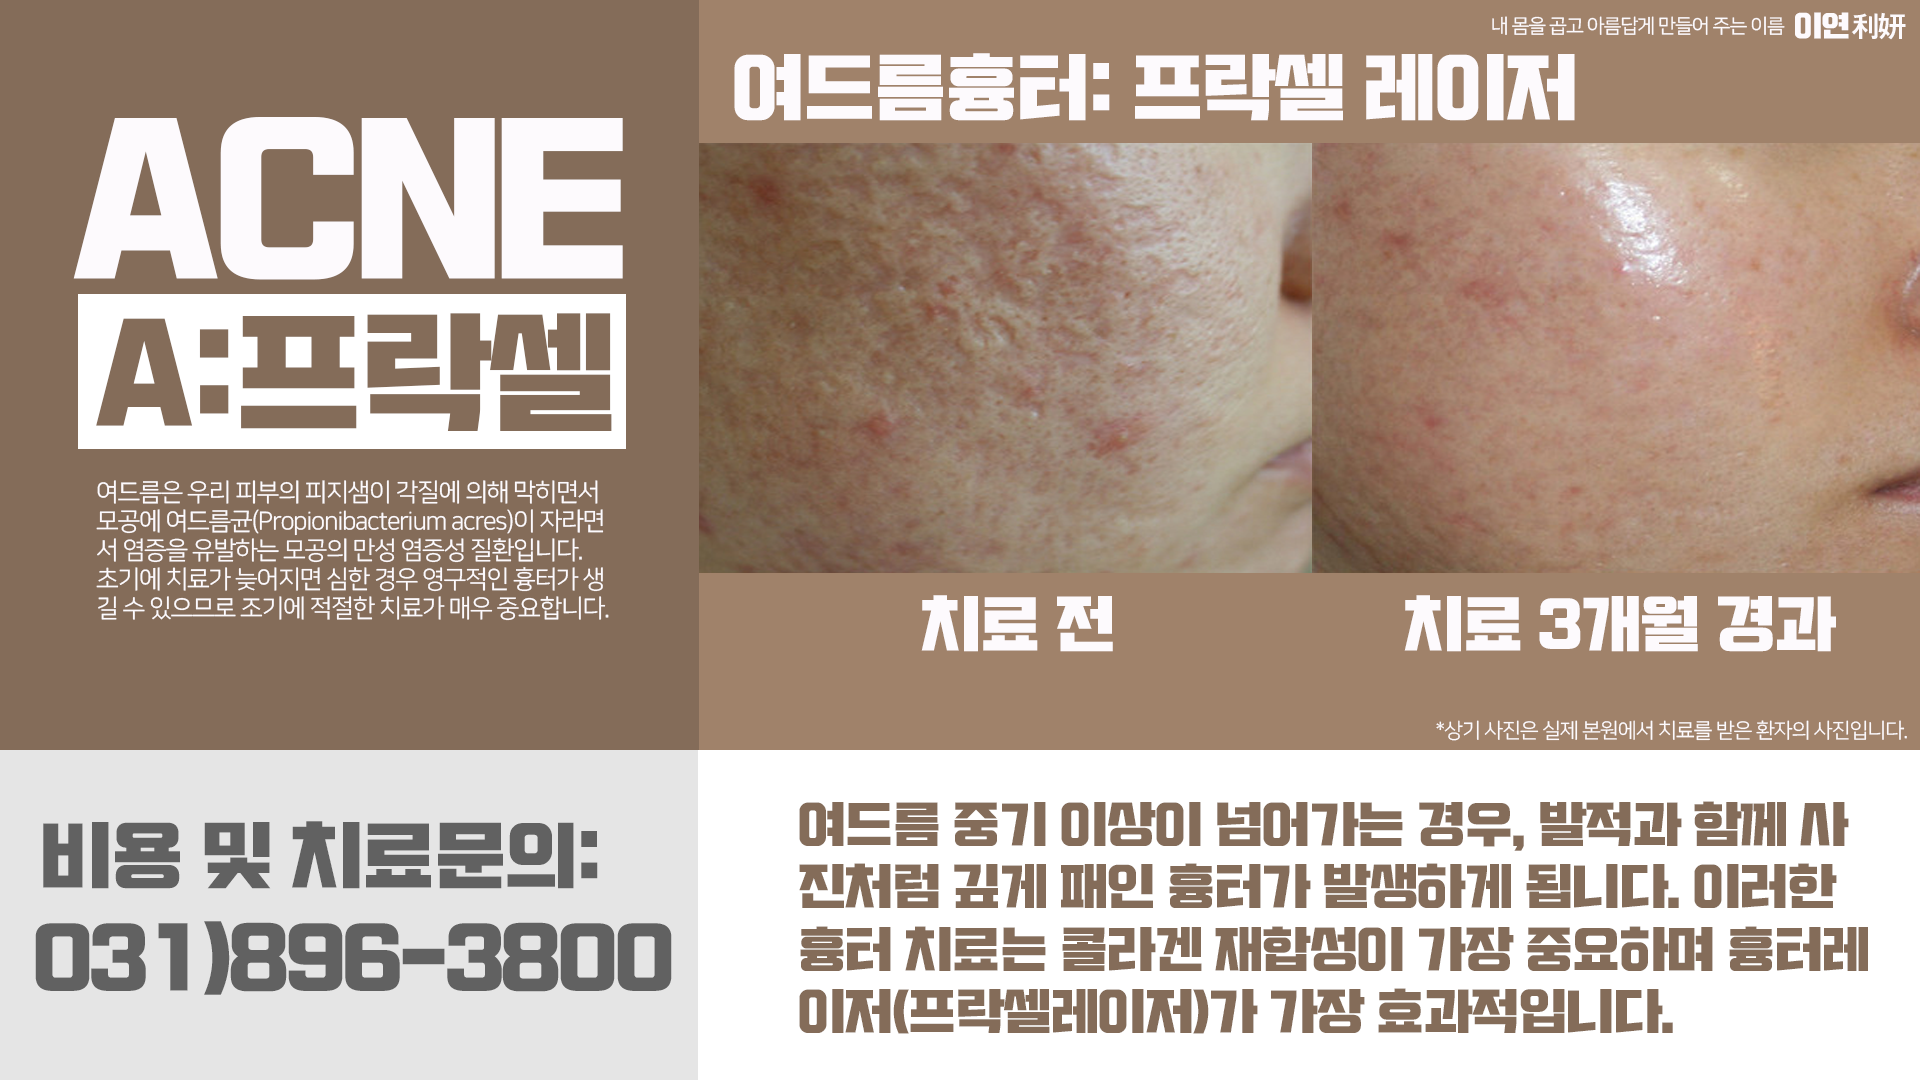 내 몸을 곱고 아름답게 만들어 주는 이름 이연利姸
ACNE
A:프락셀
여드름은 우리 피부의 피지샘이 각질에 의해 막히면서
모공에 여드름균(Propionibacterium acres)이 자라면
서 염증을 유발하는 모공의 만성 염증성 질환입니다.
초기에 치료가 늦어지면 심한 경우 영구적인 흉터가 생
길 수 있으므로 조기에 적절한 치료가 매우 중요합니다.
여드름흉터: 프락셀 레이저
치료 전
치료 3개월 경과
*상기 사진은 실제 본원에서 치료를 받은 환자의 사진입니다.
비용 및 치료문의:
031)896-3800
여드름 중기 이상이 넘어가는 경우, 발적과 함께 사
진처럼 깊게 패인 흉터가 발생하게 됩니다. 이러한
흉터 치료는 콜라겐 재합성이 가장 중요하며 흉터레
이저(프락셀레이저)가 가장 효과적입니다.